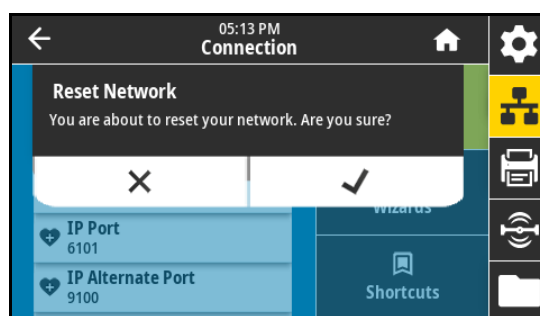 05:13 PM
Connection
Reset Network
You are about to reset your network. Are you sure?
Wizards
IP Port
6101
IP Alternate Port
9100
Shortcuts